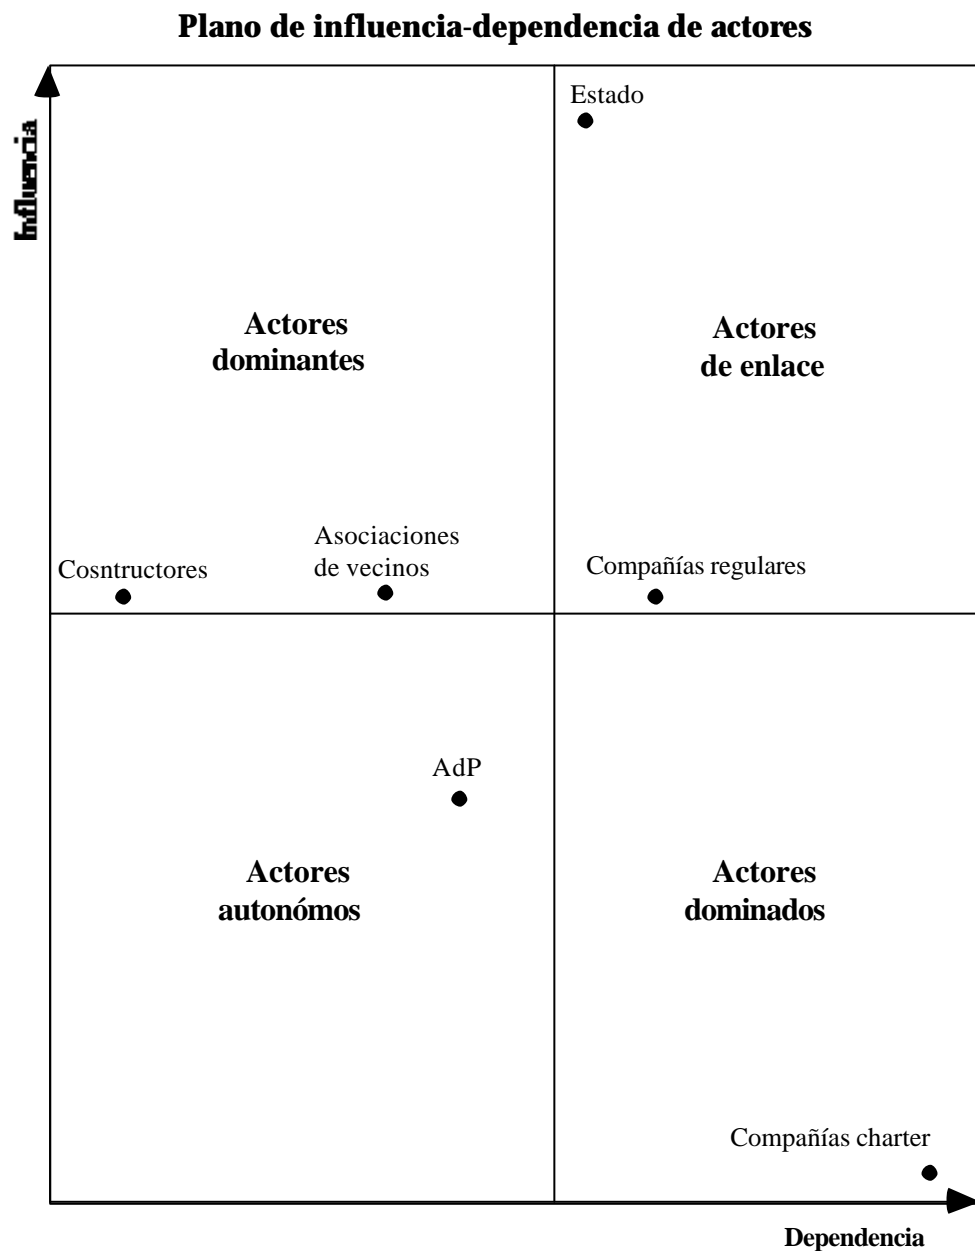 Plano de influencia-dependencia de actores
Influencia
Estado
Actores
dominantes
Actores
de enlace
Cosntructores
Asociaciones
de vecinos
Compañías regulares
AdP
Actores
autonómos
Actores
dominados
Compañías charter
Dependencia